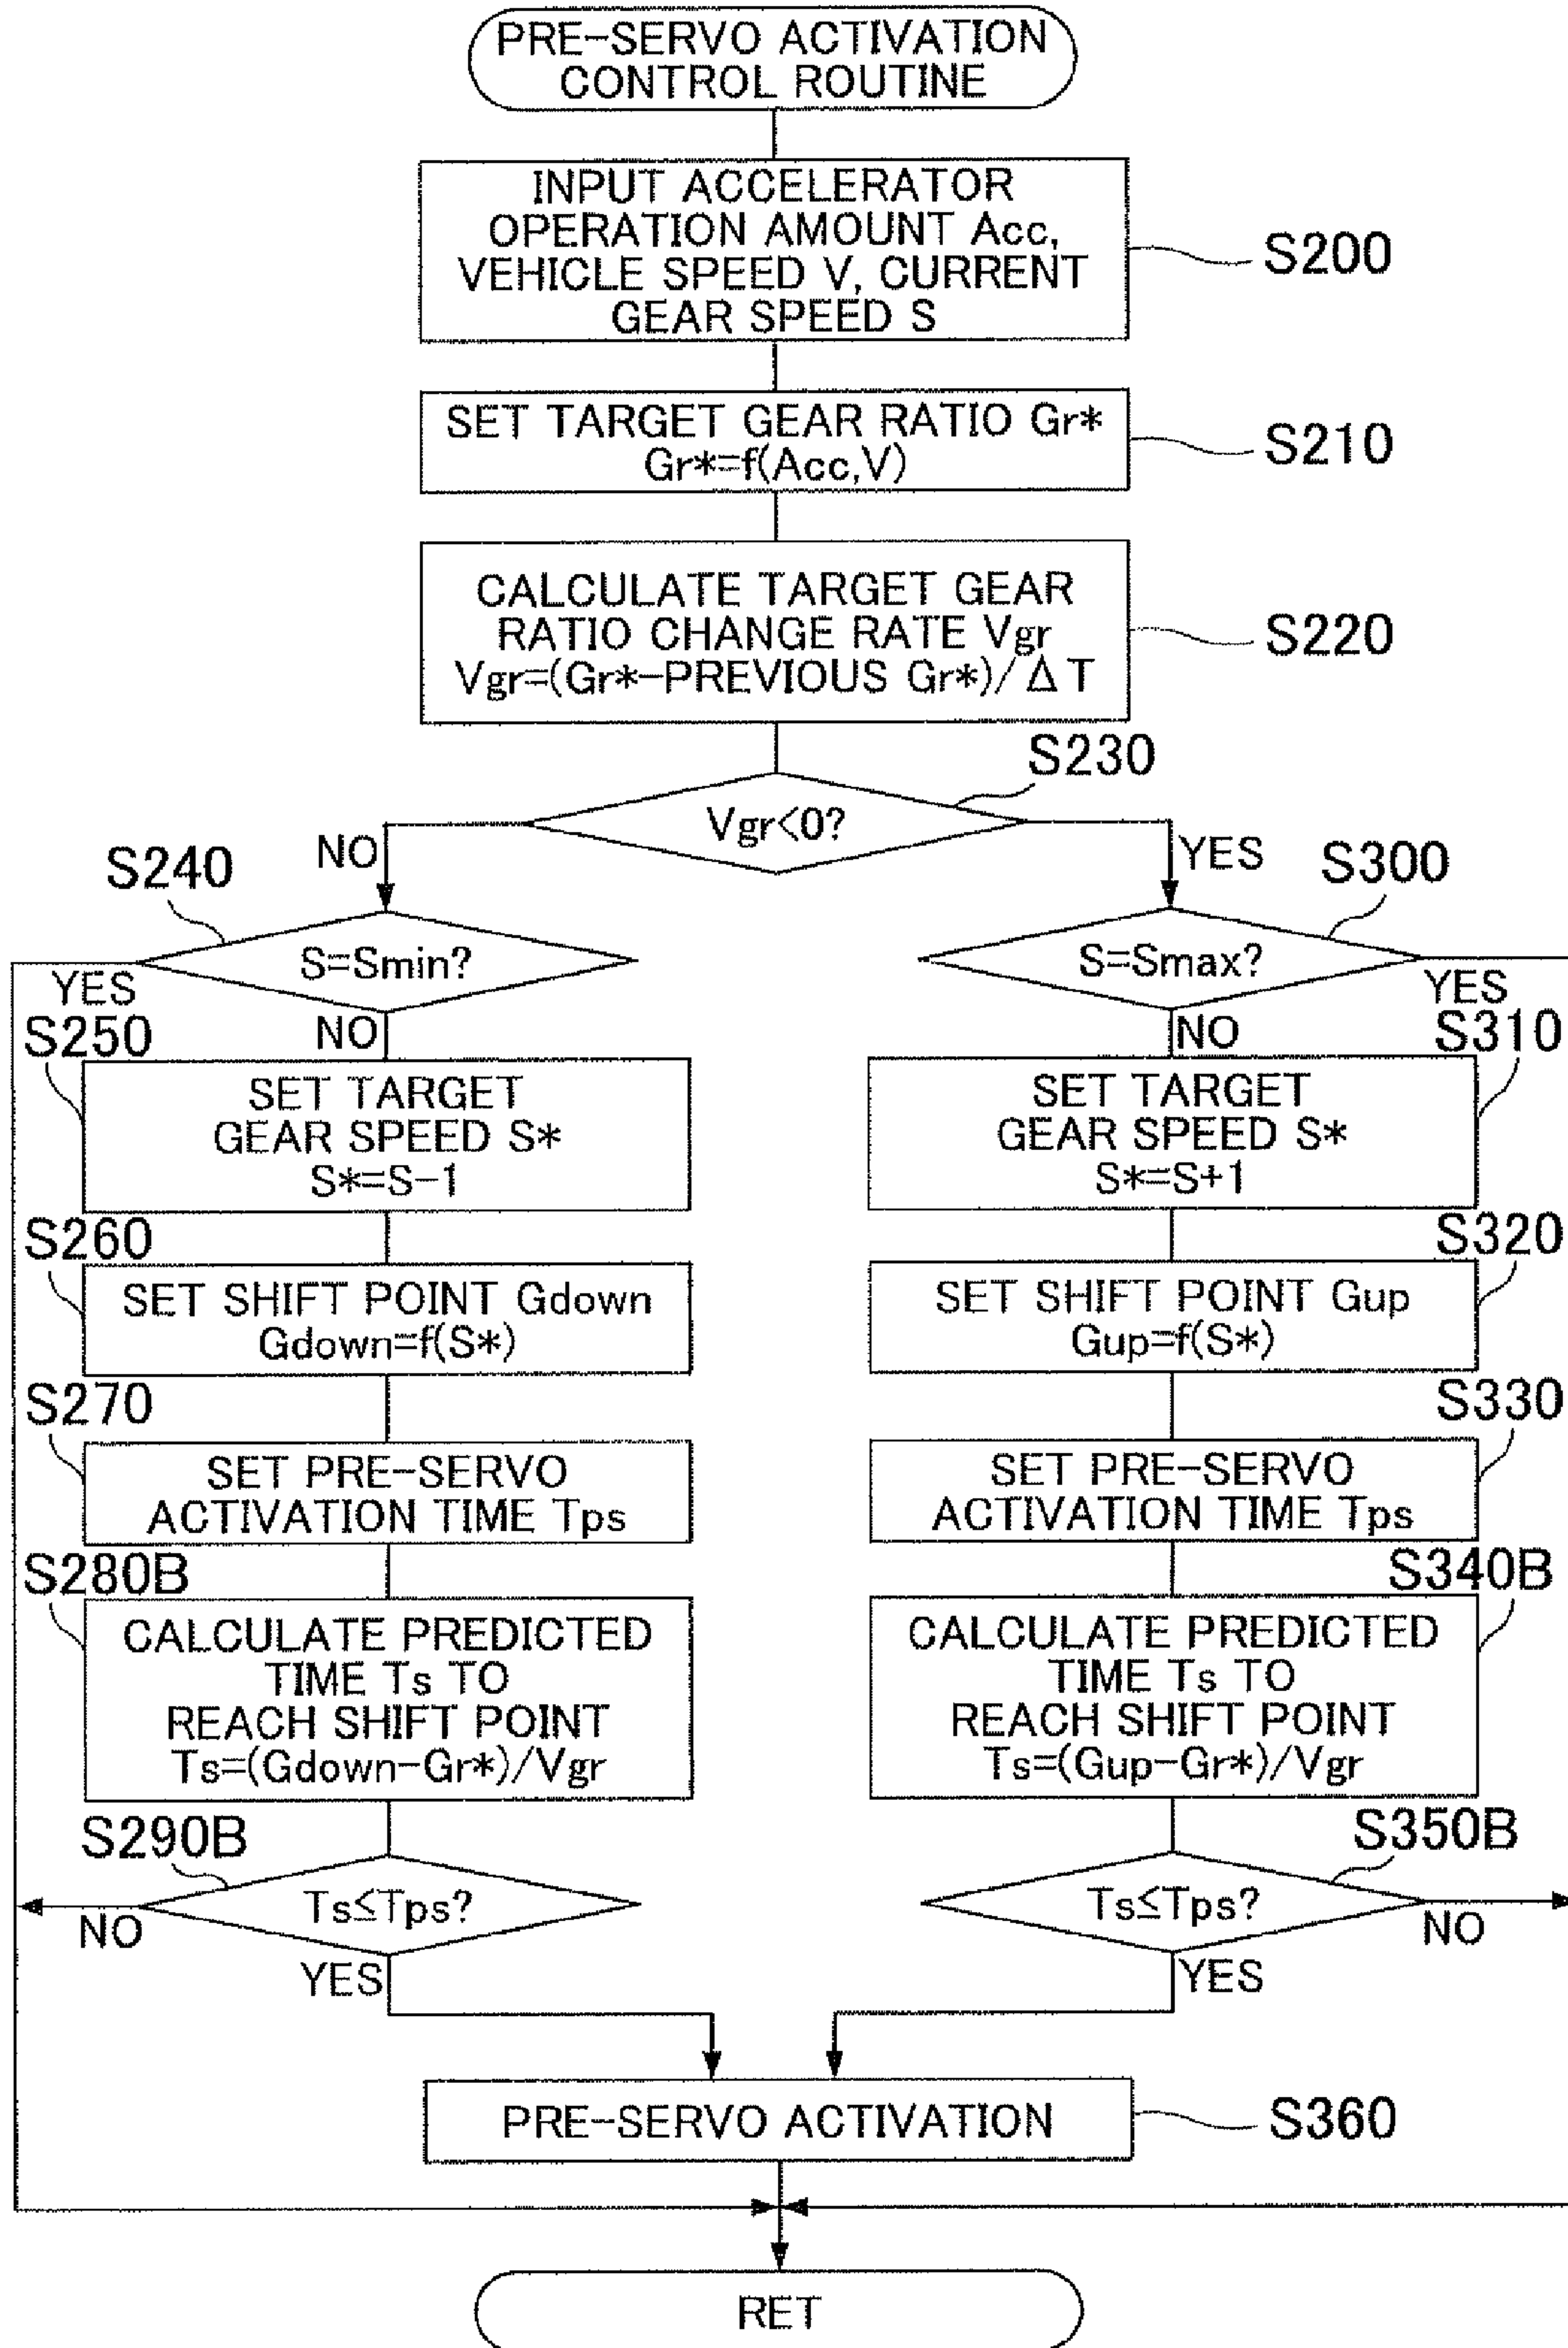 PRE-SERVO ACTIVATION
CONTROL ROUTINE
INPUT ACCELERATOR
OPERATION AMOUNT Acc,
VEHICLE SPEED V, CURRENT
GEAR SPEED S
S200
SET TARGET GEAR RATIO Gr*
Gr*=f(Acc,V)
S210
CALCULATE TARGET GEAR
RATIO CHANGE RATE Vgr
Vgr=(Gr*-PREVIOUS Gr*)/ΔT
S220
S230
Vgr<0?
NO
YES
S240
S=Smin?
YES
NO
S250
SET TARGET
GEAR SPEED S*
S*=S-1
S260
SET SHIFT POINT Gdown
Gdown=f(S*)
S270
SET PRE-SERVO
ACTIVATION TIME Tps
S280B
CALCULATE PREDICTED
TIME Ts TO
REACH SHIFT POINT
Ts=(Gdown-Gr*)/Vgr
S290B
Ts≤Tps?
NO
YES
S300
S=Smax?
YES
NO
S310
SET TARGET
GEAR SPEED S*
S*=S+1
S320
SET SHIFT POINT Gup
Gup=f(S*)
S330
SET PRE-SERVO
ACTIVATION TIME Tps
S340B
CALCULATE PREDICTED
TIME Ts TO
REACH SHIFT POINT
Ts=(Gup-Gr*)/Vgr
S350B
Ts≤Tps?
NO
YES
PRE-SERVO ACTIVATION
S360
RET